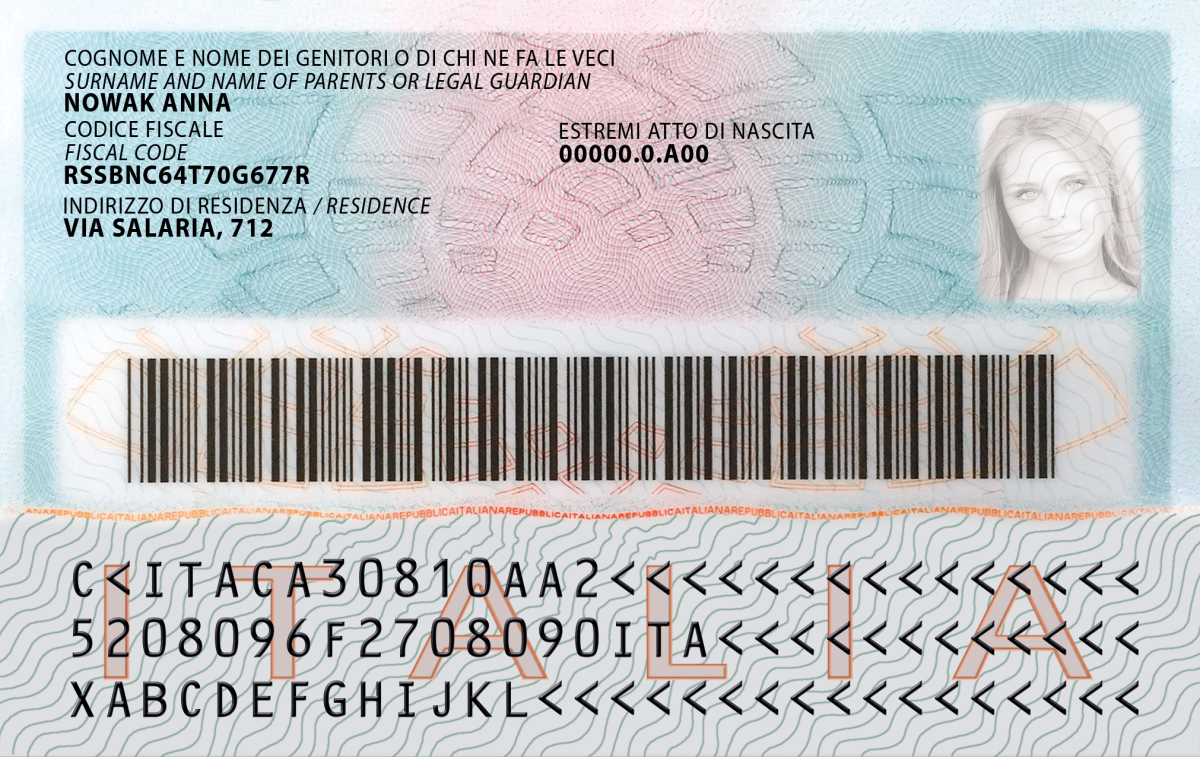 COGNOME E NOME DEI GENITORI O DI CHI NE FA LE VECI
SURNAME AND NAME OF PARENTS OR LEGAL GUARDIAN
NOWAK ANNA
CODICE FISCALE
FISCAL CODE
RSSBNC64T70G677R
ESTREMI ATTO DI NASCITA
00000.0.A00
INDIRIZZO DI RESIDENZA / RESIDENCE
VIA SALARIA, 712
REPUBBLICAITALIANAREPUBBLICAITALIANAREPUBBLICAITALIANAREPUBBLICAITALIANAREPUBBLICAITALIANA
ITALIA
C<ITACA30810AA2<<<<<<<<<<<<<<<
5208096F2708090ITA<<<<<<<<<<<<
XABCDEFGHIJKL<<<<<<<<<<<<<<<<<